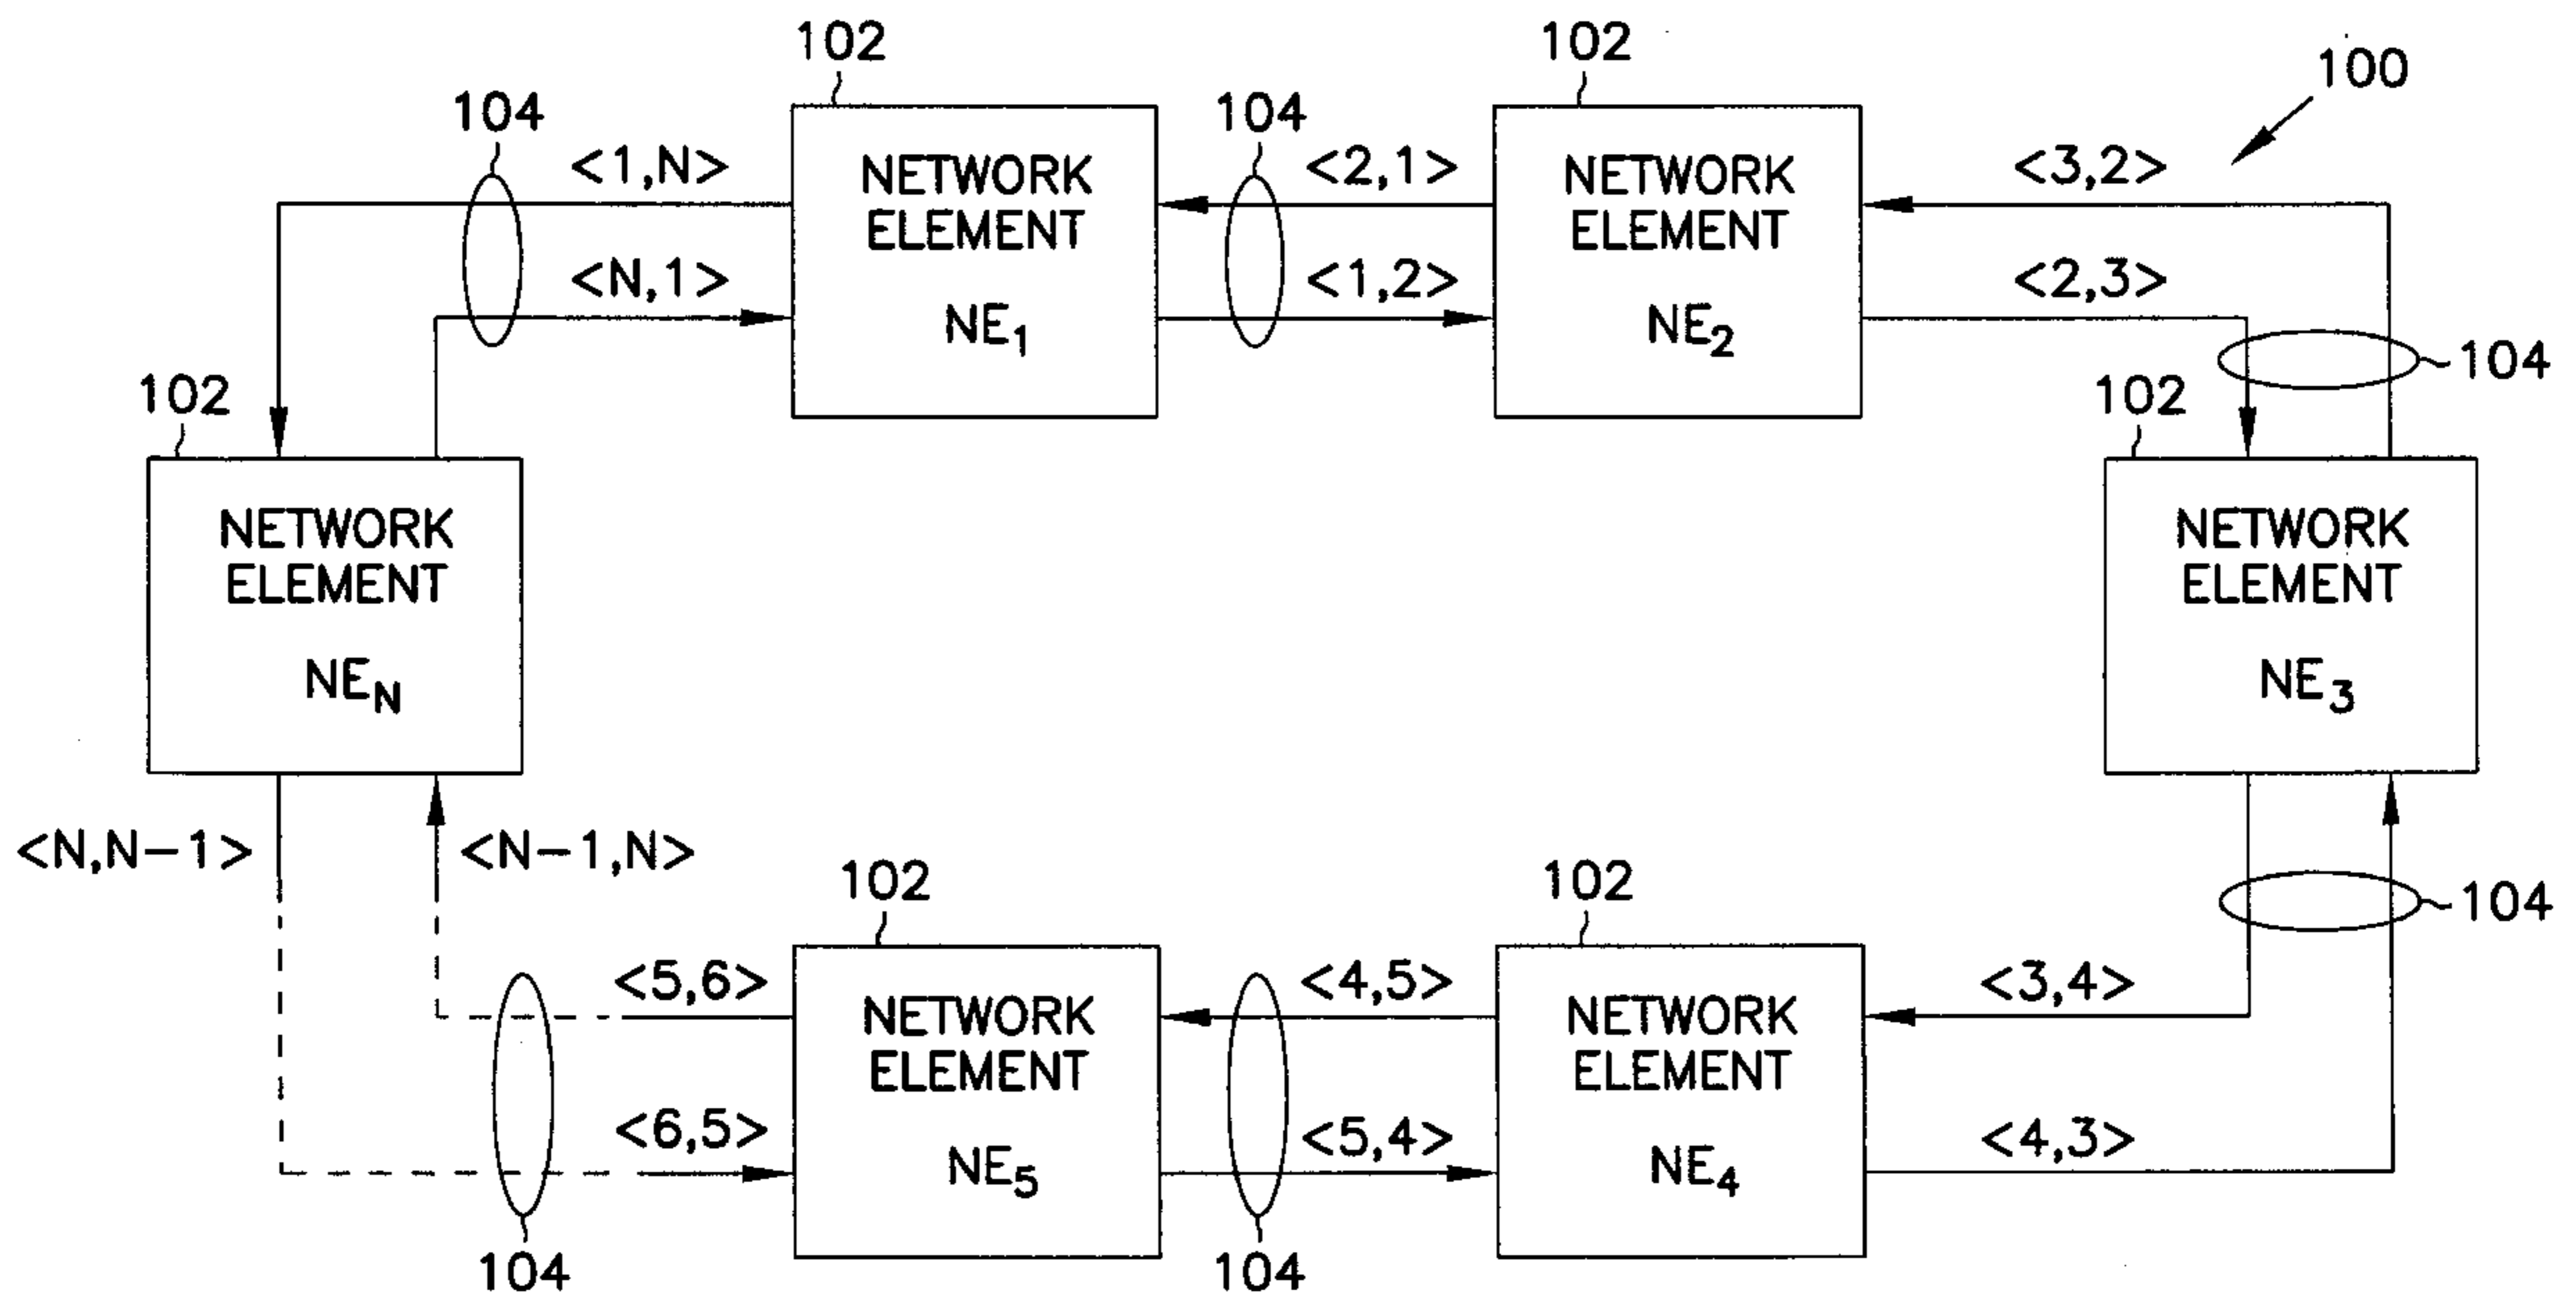 102
102
100
104
104
<1,N>
<2,1>
<3,2>
NETWORK
ELEMENT
NE1
NETWORK
ELEMENT
NE2
<N,1>
<1,2>
<2,3>
104
102
102
NETWORK
ELEMENT
NEN
NETWORK
ELEMENT
NE3
<N,N-1>
<N-1,N>
102
102
104
<5,6>
<4,5>
<3,4>
NETWORK
ELEMENT
NE5
NETWORK
ELEMENT
NE4
<6,5>
<5,4>
<4,3>
104
104